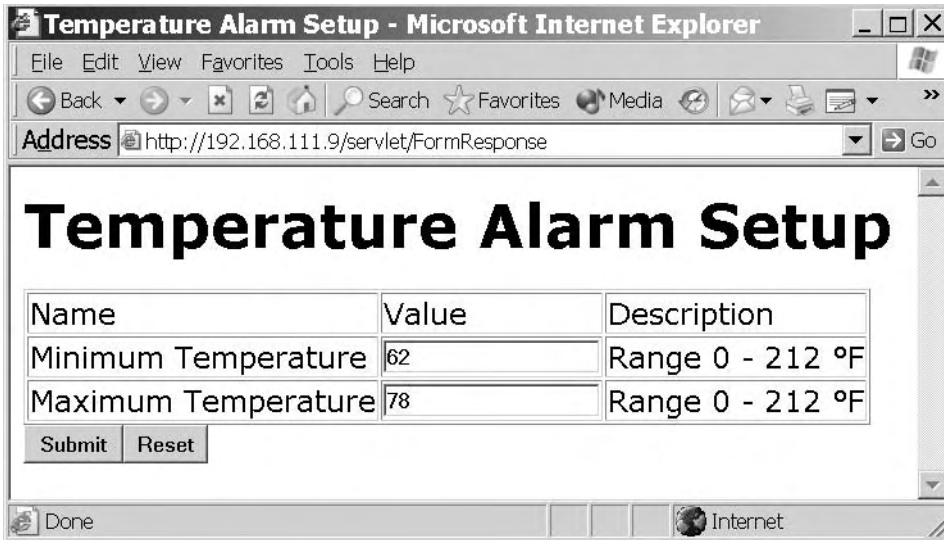 Temperature Alarm Setup - Microsoft Internet Explorer
File Edit View Favorites Tools Help
Back Search Favorites Media »
Address http://192.168.111.9/servlet/FormResponse Go
Temperature Alarm Setup
Name Value Description
Minimum Temperature 62 Range 0 - 212 ºF
Maximum Temperature 78 Range 0 - 212 ºF
Submit Reset
Done Internet